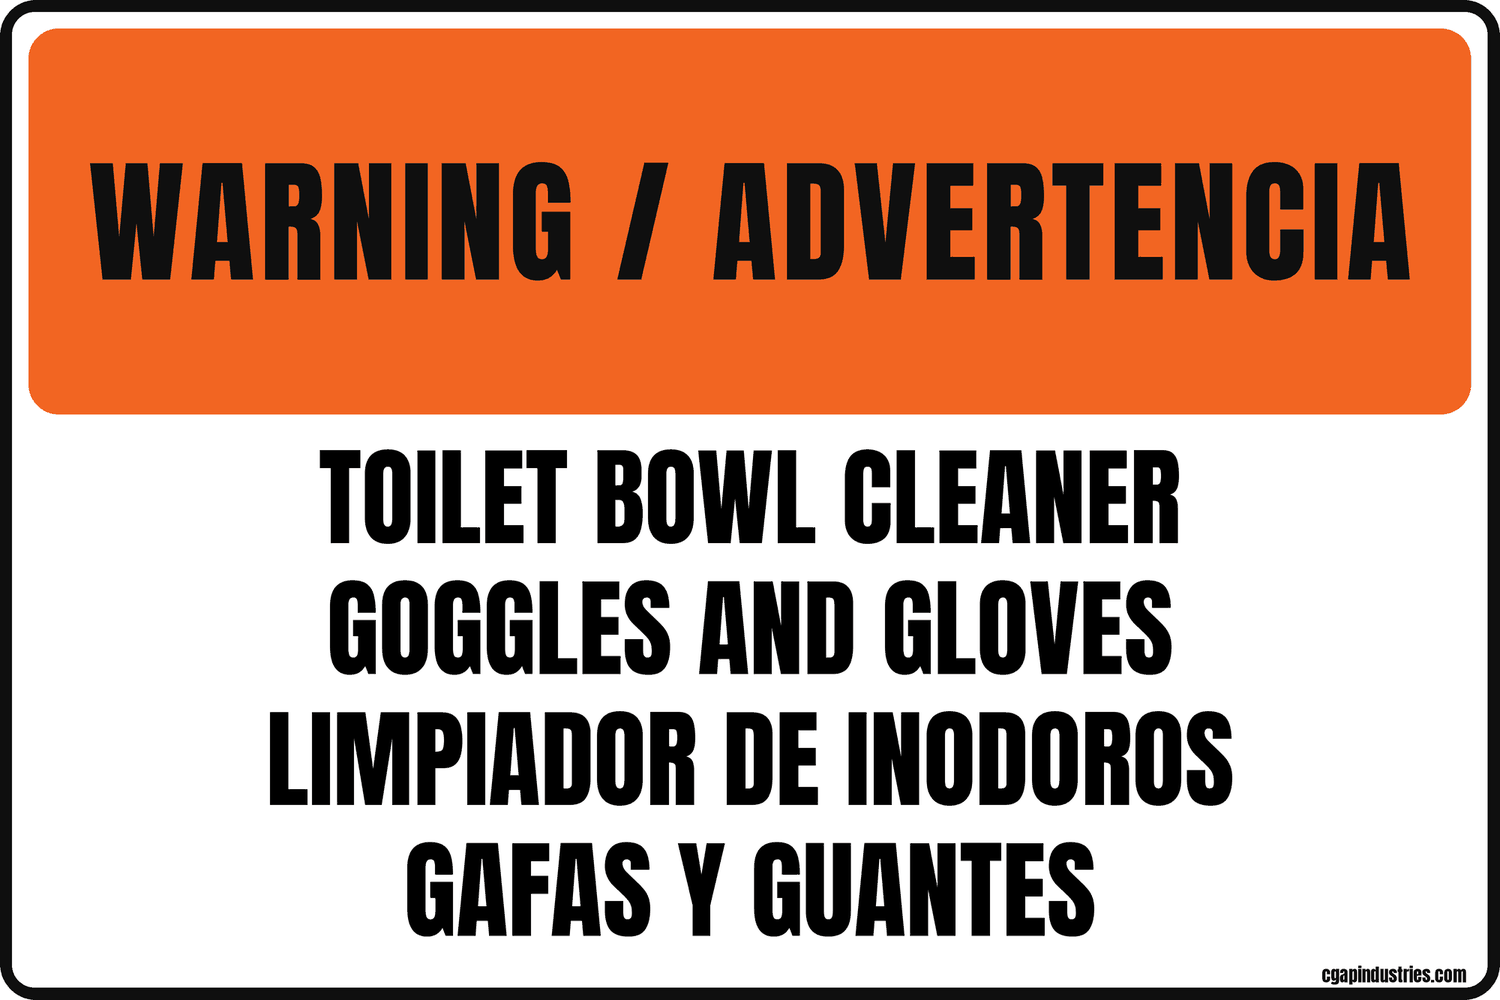 WARNING / ADVERTENCIA
TOILET BOWL CLEANER
GOGGLES AND GLOVES
LIMPIADOR DE INODOROS
GAFAS Y GUANTES
cgapindustries.com